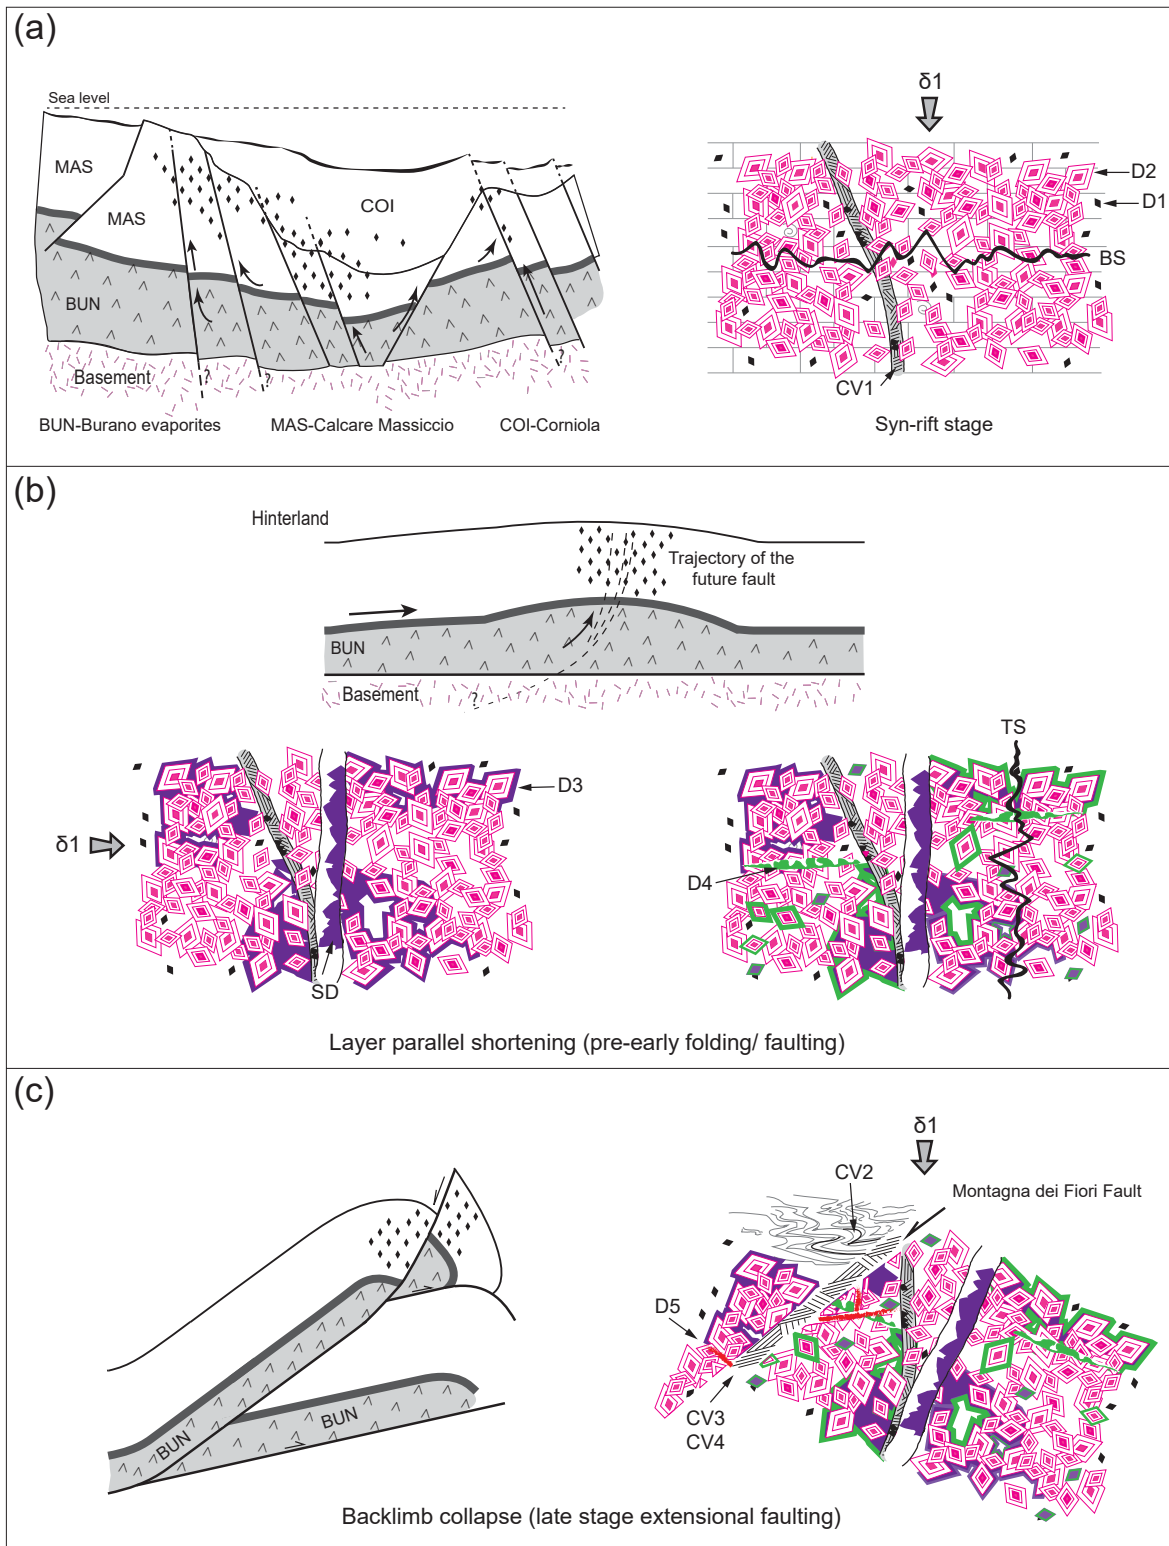 (a)
Sea level
MAS
MAS
COI
BUN
Basement
?
?
?
BUN-Burano evaporites
MAS-Calcare Massiccio
COI-Corniola
δ1
D2
D1
BS
CV1
Syn-rift stage
(b)
Hinterland
Trajectory of the
future fault
BUN
Basement
?
δ1
D3
SD
TS
D4
Layer parallel shortening (pre-early folding/ faulting)
(c)
BUN
BUN
δ1
CV2
Montagna dei Fiori Fault
D5
CV3
CV4
Backlimb collapse (late stage extensional faulting)